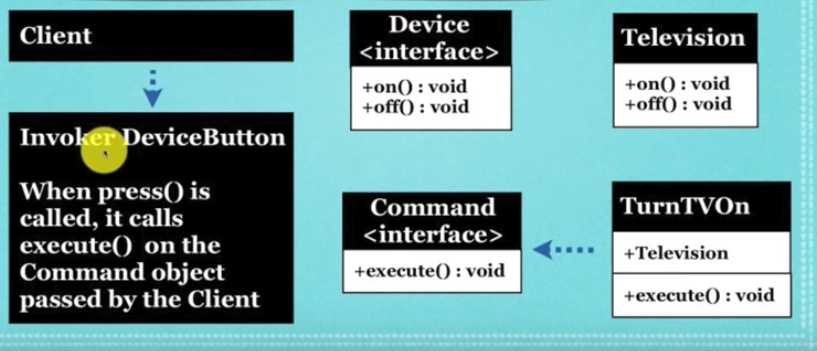 Client
Invoker DeviceButton
When press() is
called, it calls
execute() on the
Command object
passed by the Client
Device
<interface>
+on() : void
+off() : void
Television
+on() : void
+off() : void
Command
<interface>
+execute() : void
TurnTVOn
+Television
+execute() : void